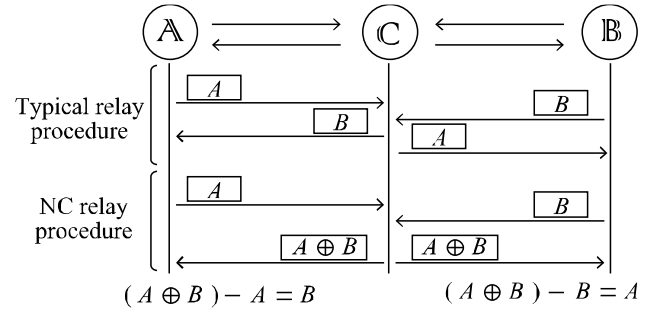 𝔸 ℂ 𝔹
A
B
Typical relay
procedure
B
A
A
NC relay
procedure
B
A ⊕ B
A ⊕ B
( A ⊕ B ) − A = B
( A ⊕ B ) − B = A